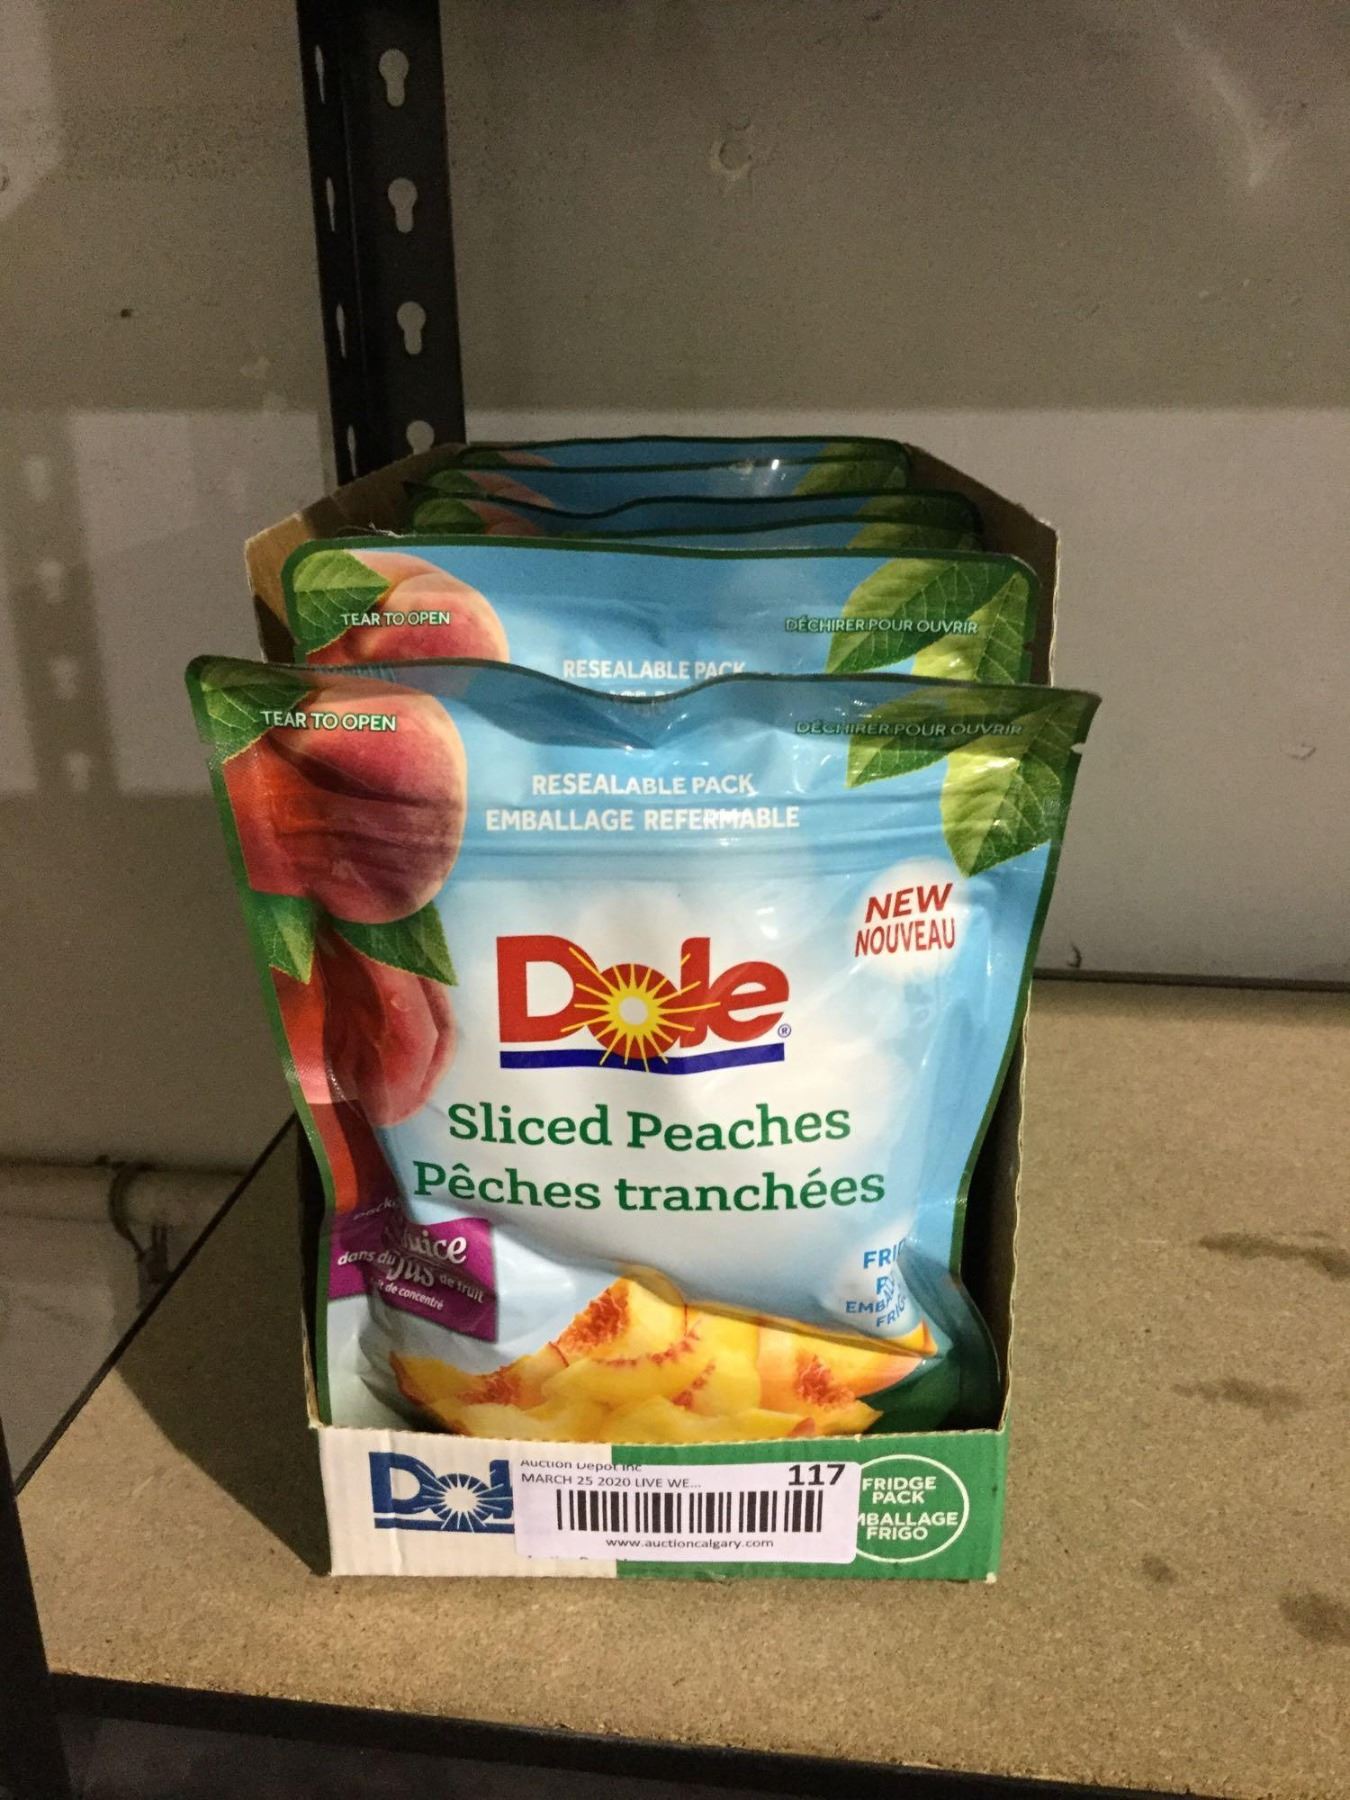 TEAR TO OPEN
DÉCHIRER POUR OUVRIR
RESEALABLE PACK
TEAR TO OPEN
DÉCHIRER POUR OUVRIR
RESEALABLE PACK
EMBALLAGE REFERMABLE
NEW
NOUVEAU
Dole®
Sliced Peaches
Pêches tranchées
juice
dans du jus de fruit
de concentré
Auction Depot Inc
MARCH 25 2020 LIVE WE...
117
www.auctioncalgary.com
FRIDGE
PACK
FRIGO